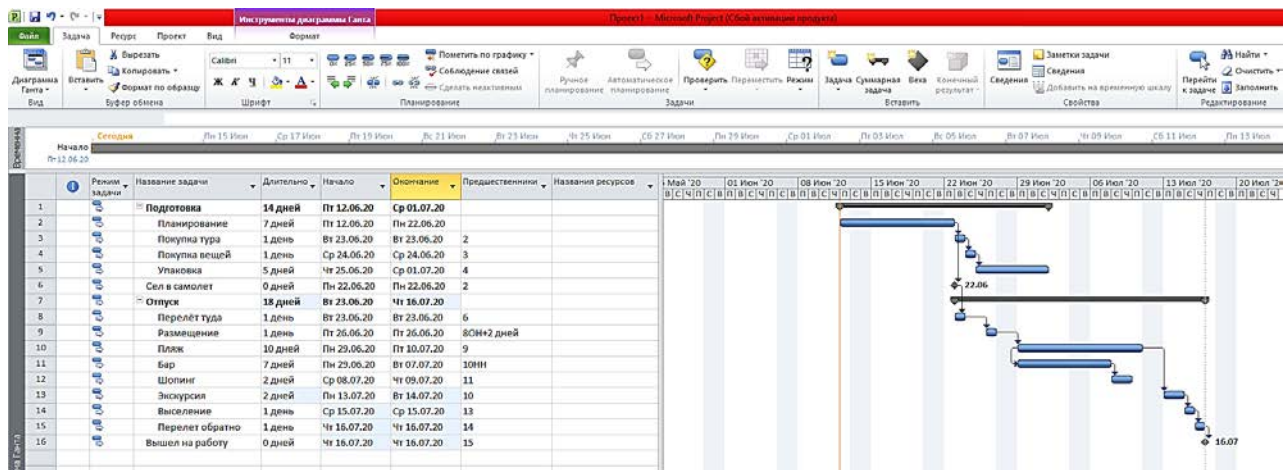 Проект1 - Microsoft Project (Сбой активации продукта)
Инструменты диаграммы Ганта
Файл Задача Ресурс Проект Вид Формат
Диаграмма Ганта
Вид
Вставить
Вырезать
Копировать
Формат по образцу
Буфер обмена
Calibri 11
Ж К Ч
Шрифт
Пометить по графику
Соблюдение связей
Сделать неактивным
Планирование
Ручное планирование
Автоматическое планирование
Проверить
Переместить
Режим
Задачи
Задача
Суммарная задача
Веха
Конечный результат
Вставить
Сведения
Заметки задачи
Сведения
Добавить на временную шкалу
Свойства
Перейти к задаче
Найти
Очистить
Заполнить
Редактирование
Сегодня Пн 15 Июн Ср 17 Июн Пт 19 Июн Вс 21 Июн Вт 23 Июн Чт 25 Июн Сб 27 Июн Пн 29 Июн Ср 01 Июл Пт 03 Июл Вс 05 Июл Вт 07 Июл Чт 09 Июл Сб 11 Июл Пн 13 Июл
Начало
Пт 12.06.20
Режим задачи Название задачи Длительно Начало Окончание Предшественники Названия ресурсов
Май '20 01 Июн '20 08 Июн '20 15 Июн '20 22 Июн '20 29 Июн '20 06 Июл '20 13 Июл '20 20 Июл '2
1 Подготовка 14 дней Пт 12.06.20 Ср 01.07.20
2 Планирование 7 дней Пт 12.06.20 Пн 22.06.20
3 Покупка тура 1 день Вт 23.06.20 Вт 23.06.20 2
4 Покупка вещей 1 день Ср 24.06.20 Ср 24.06.20 3
5 Упаковка 5 дней Чт 25.06.20 Ср 01.07.20 4
6 Сел в самолет 0 дней Пн 22.06.20 Пн 22.06.20 2 22.06
7 Отпуск 18 дней Вт 23.06.20 Чт 16.07.20
8 Перелёт туда 1 день Вт 23.06.20 Вт 23.06.20 6
9 Размещение 1 день Пт 26.06.20 Пт 26.06.20 8ОН+2 дней
10 Пляж 10 дней Пн 29.06.20 Пт 10.07.20 9
11 Бар 7 дней Пн 29.06.20 Вт 07.07.20 10НН
12 Шопинг 2 дней Ср 08.07.20 Чт 09.07.20 11
13 Экскурсия 2 дней Пн 13.07.20 Вт 14.07.20 10
14 Выселение 1 день Ср 15.07.20 Ср 15.07.20 13
15 Перелет обратно 1 день Чт 16.07.20 Чт 16.07.20 14
16 Вышел на работу 0 дней Чт 16.07.20 Чт 16.07.20 15 16.07